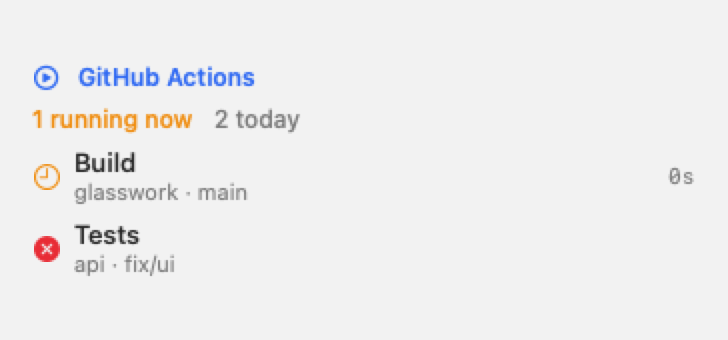 GitHub Actions
1 running now 2 today
Build
glasswork · main
0s
Tests
api · fix/ui